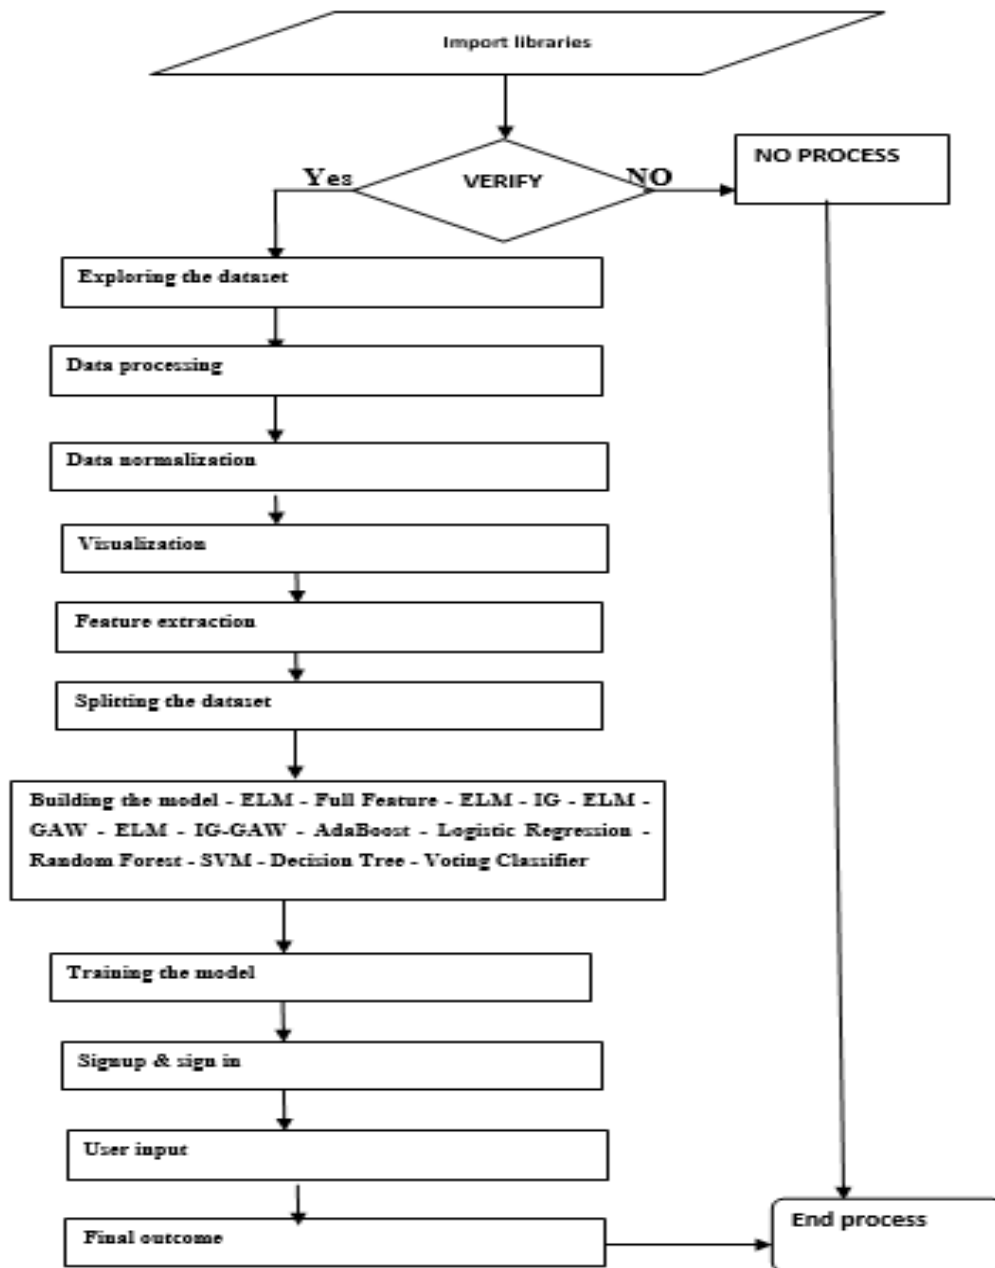 Import libraries
VERIFY
Yes
NO
NO PROCESS
Exploring the dataset
Data processing
Data normalization
Visualization
Feature extraction
Splitting the dataset
Building the model - ELM - Full Feature - ELM - IG - ELM -
GAW - ELM - IG-GAW - AdaBoost - Logistic Regression -
Random Forest - SVM - Decision Tree - Voting Classifier
Training the model
Signup & sign in
User input
Final outcome
End process